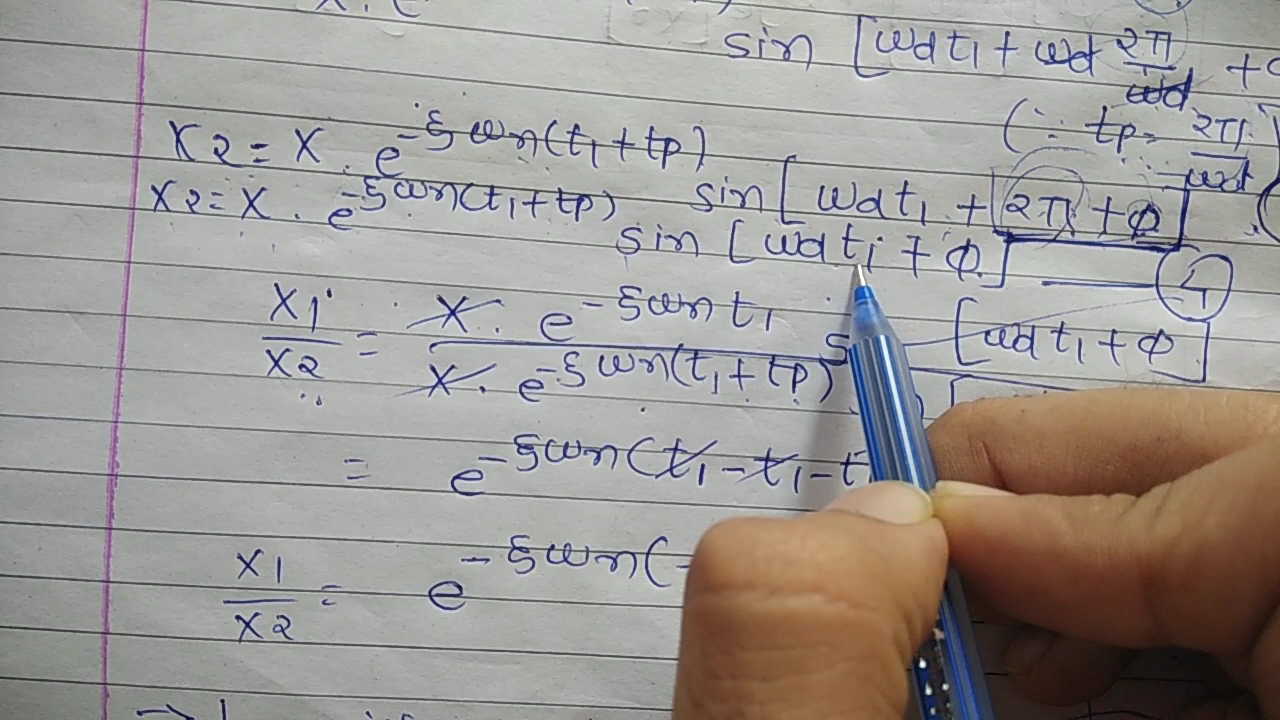 sin [ωd t1 + ωd 2π/ωd +
(∵ tp = 2π/ωd)
X2 = X . e^-ξωn(t1 + tp) sin [ωd t1 + 2π + φ]
X2 = X . e^-ξωn(t1 + tp) sin [ωd t1 + φ] 4
X1/X2 = X . e^-ξωn t1 [ωd t1 + φ] / X . e^-ξωn(t1 + tp)
= e^-ξωn(t1 - t1 - t
X1/X2 = e^-ξωn(-